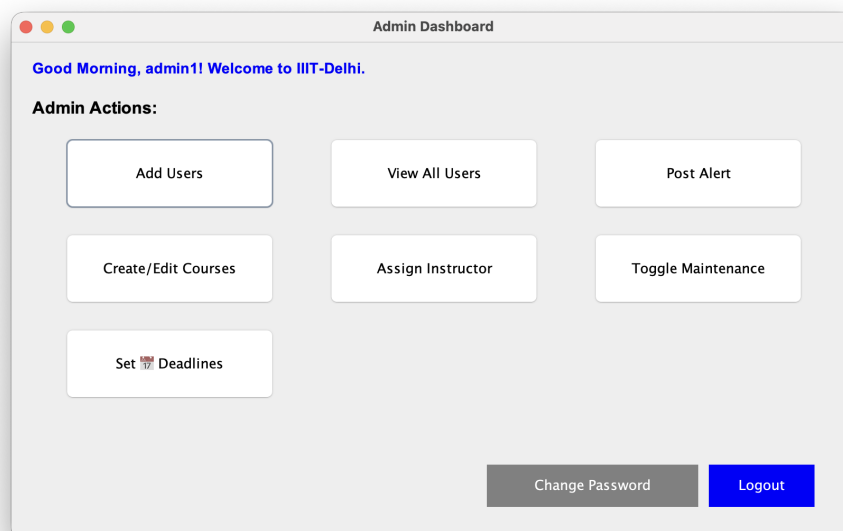 Admin Dashboard
Good Morning, admin1! Welcome to IIIT-Delhi.
Admin Actions:
Add Users
View All Users
Post Alert
Create/Edit Courses
Assign Instructor
Toggle Maintenance
Set 📅 Deadlines
Change Password
Logout